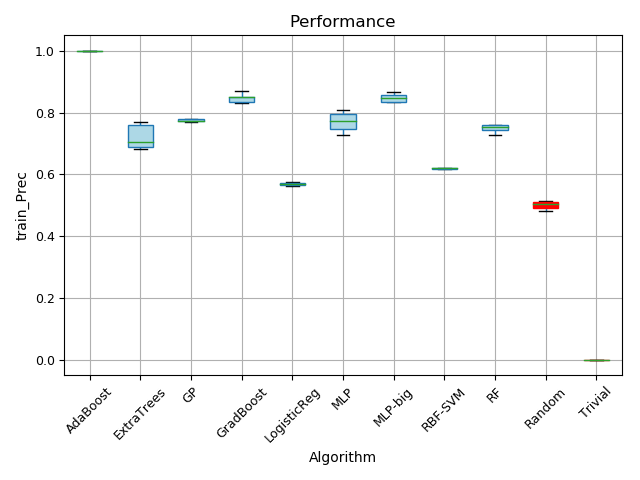 Performance
train_Prec
1.0
0.8
0.6
0.4
0.2
0.0
AdaBoost
ExtraTrees
GP
GradBoost
LogisticReg
MLP
MLP-big
RBF-SVM
RF
Random
Trivial
Algorithm